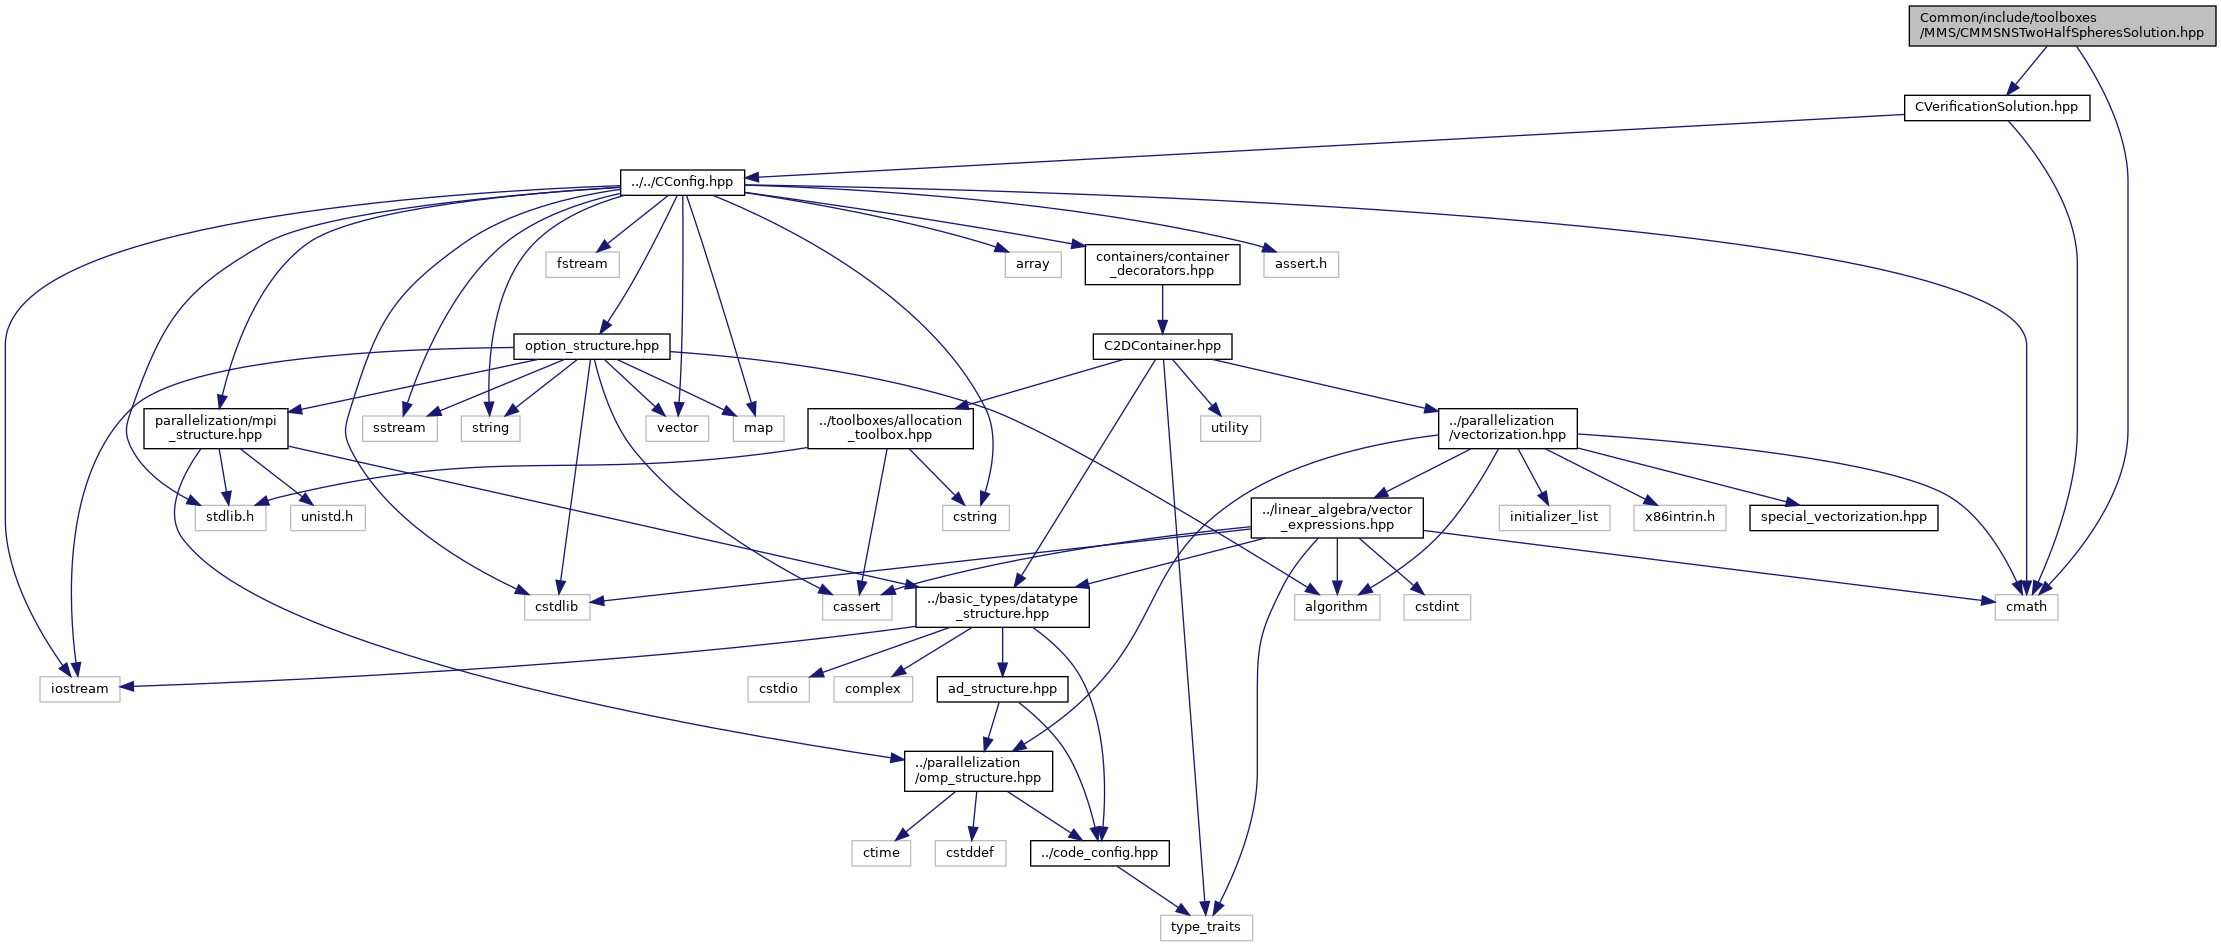 Common/include/toolboxes
/MMS/CMMSNSTwoHalfSpheresSolution.hpp
CVerificationSolution.hpp
../../CConfig.hpp
fstream
array
containers/container
_decorators.hpp
assert.h
option_structure.hpp
C2DContainer.hpp
parallelization/mpi
_structure.hpp
sstream
string
vector
map
../toolboxes/allocation
_toolbox.hpp
utility
../parallelization
/vectorization.hpp
stdlib.h
unistd.h
cstring
../linear_algebra/vector
_expressions.hpp
initializer_list
x86intrin.h
special_vectorization.hpp
cstdlib
cassert
../basic_types/datatype
_structure.hpp
algorithm
cstdint
cmath
iostream
cstdio
complex
ad_structure.hpp
../parallelization
/omp_structure.hpp
ctime
cstddef
../code_config.hpp
type_traits